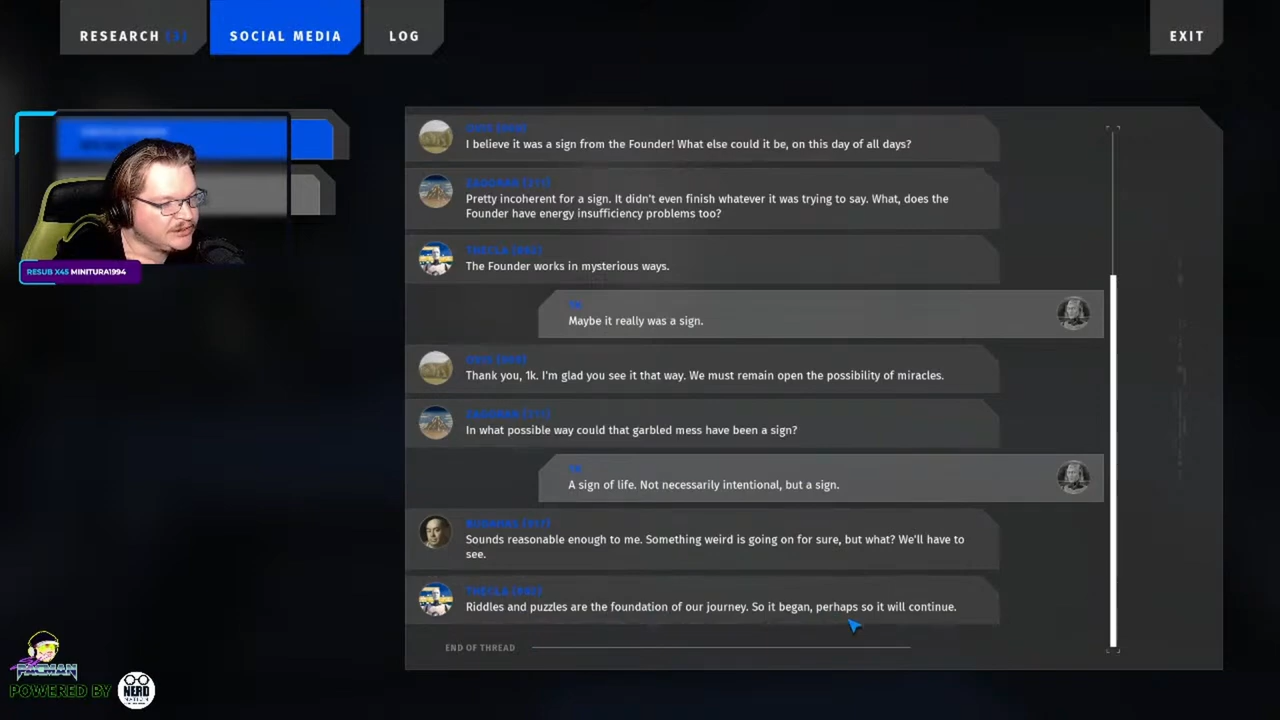 RESEARCH (3)
SOCIAL MEDIA
LOG
EXIT
I believe it was a sign from the Founder! What else could it be, on this day of all days?
Pretty incoherent for a sign. It didn't even finish whatever it was trying to say. What, does the
Founder have energy insufficiency problems too?
The Founder works in mysterious ways.
1K
Maybe it really was a sign.
Thank you, 1k. I'm glad you see it that way. We must remain open the possibility of miracles.
In what possible way could that garbled mess have been a sign?
1K
A sign of life. Not necessarily intentional, but a sign.
Sounds reasonable enough to me. Something weird is going on for sure, but what? We'll have to
see.
Riddles and puzzles are the foundation of our journey. So it began, perhaps so it will continue.
END OF THREAD
RESUB X45 MINITURA1994
PACMAN
POWERED BY
NERD